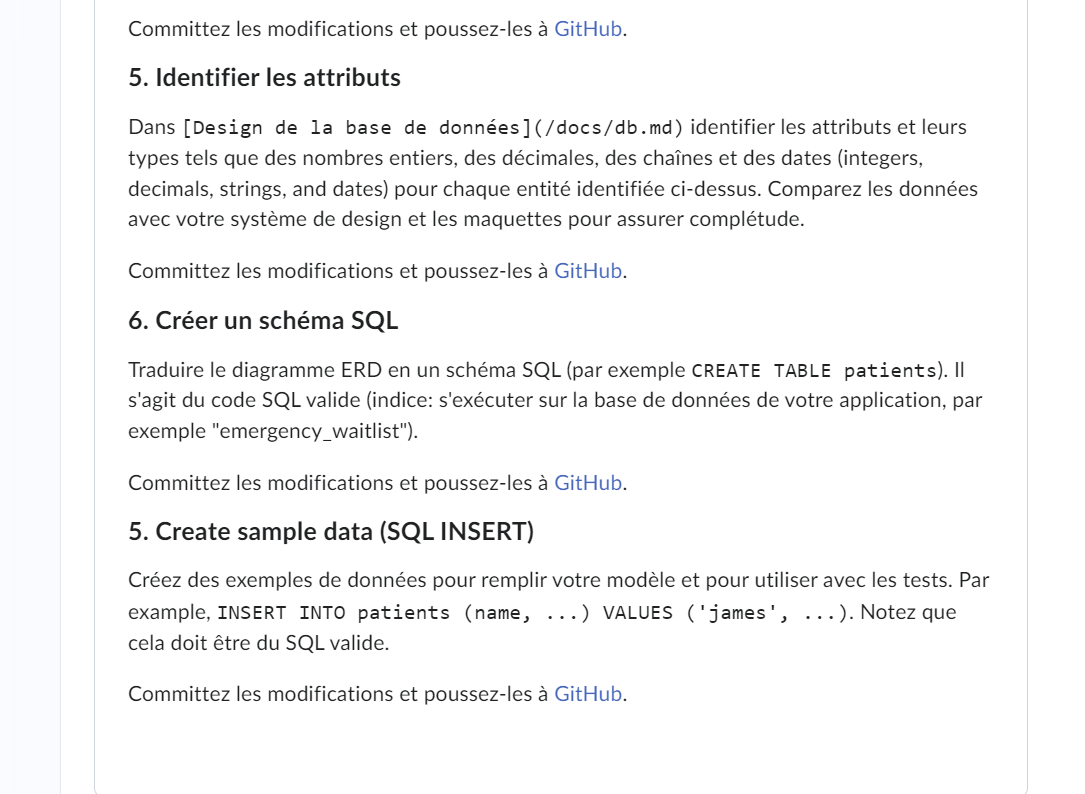 Committez les modifications et poussez-les à GitHub.
5. Identifier les attributs
Dans [Design de la base de données](/docs/db.md) identifier les attributs et leurs
types tels que des nombres entiers, des décimales, des chaînes et des dates (integers,
decimals, strings, and dates) pour chaque entité identifiée ci-dessus. Comparez les données
avec votre système de design et les maquettes pour assurer complétude.
Committez les modifications et poussez-les à GitHub.
6. Créer un schéma SQL
Traduire le diagramme ERD en un schéma SQL (par exemple CREATE TABLE patients). Il
s'agit du code SQL valide (indice: s'exécuter sur la base de données de votre application, par
exemple "emergency_waitlist").
Committez les modifications et poussez-les à GitHub.
5. Create sample data (SQL INSERT)
Créez des exemples de données pour remplir votre modèle et pour utiliser avec les tests. Par
example, INSERT INTO patients (name, ...) VALUES ('james', ...). Notez que
cela doit être du SQL valide.
Committez les modifications et poussez-les à GitHub.